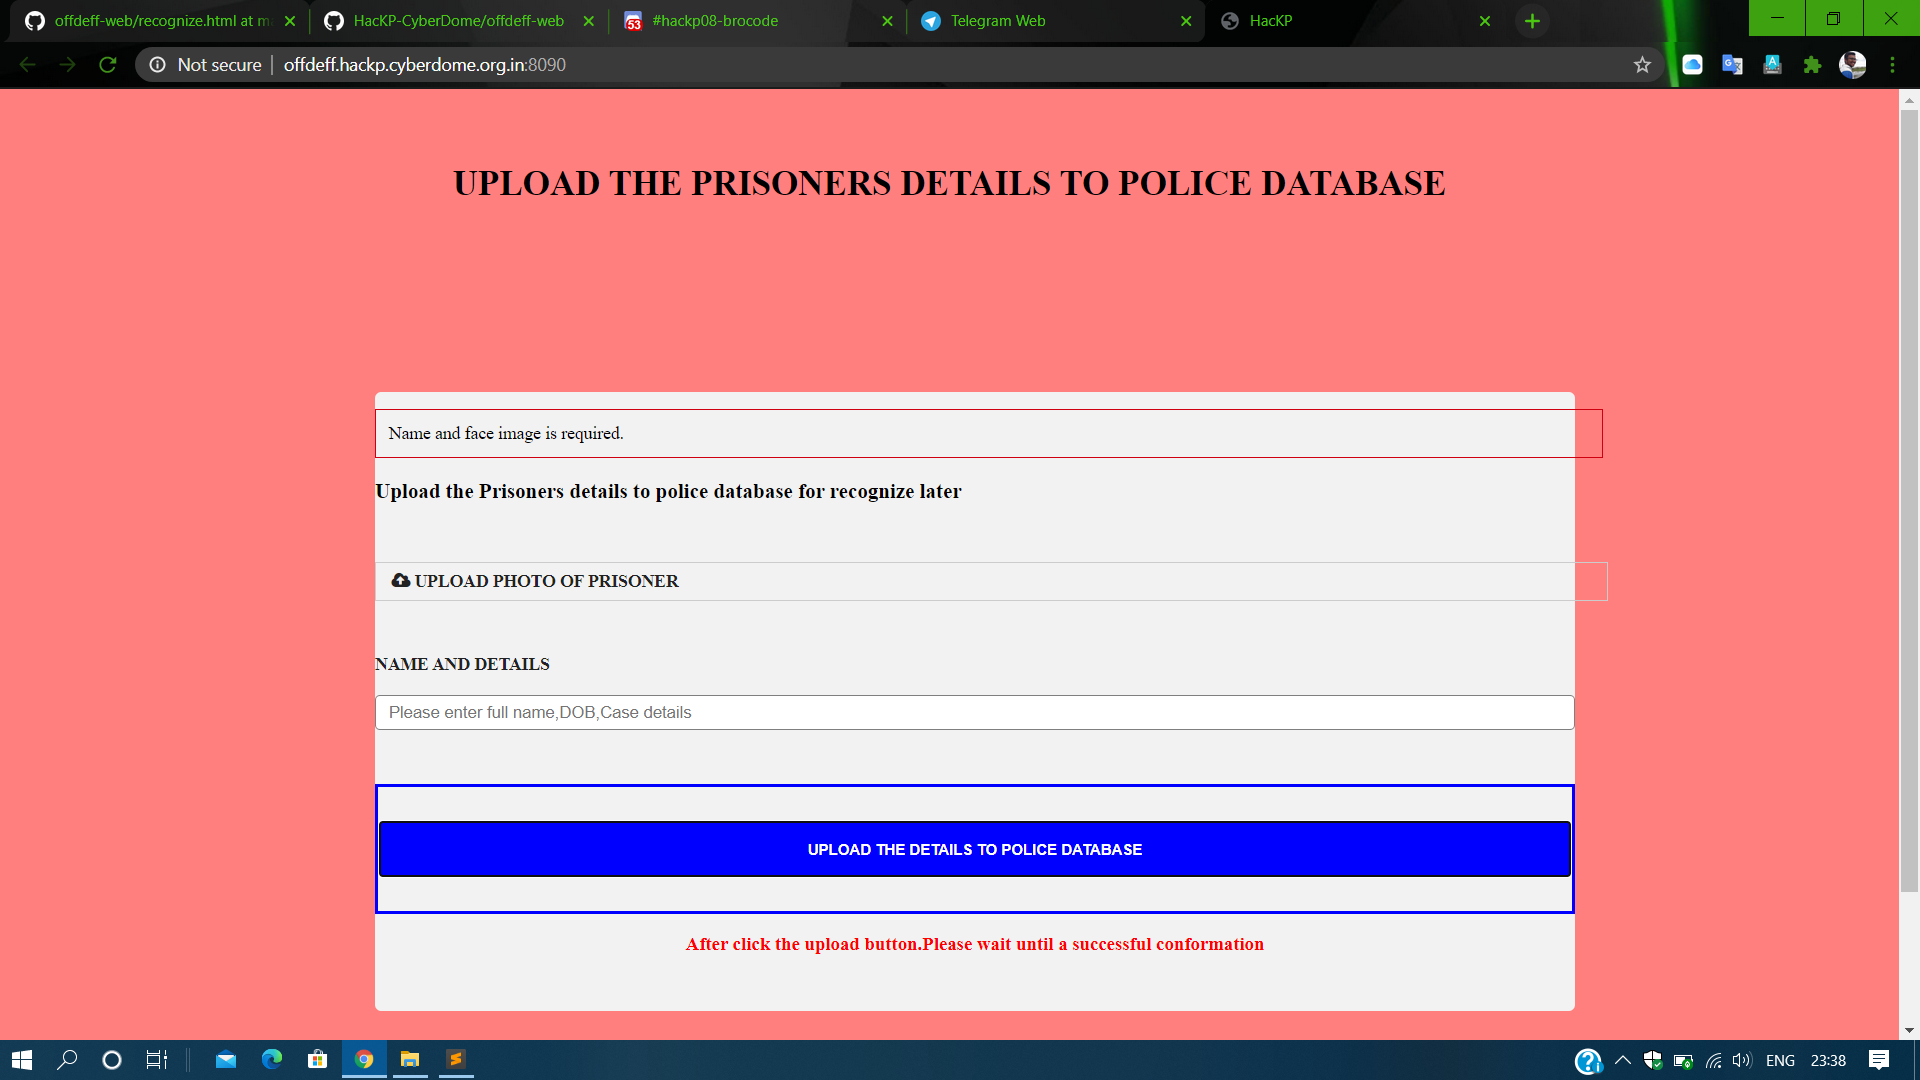 offdeff-web/recognize.html at m
HacKP-CyberDome/offdeff-web
53
#hackp08-brocode
Telegram Web
HacKP
Not secure
offdeff.hackp.cyberdome.org.in:8090
UPLOAD THE PRISONERS DETAILS TO POLICE DATABASE
Name and face image is required.
Upload the Prisoners details to police database for recognize later
UPLOAD PHOTO OF PRISONER
NAME AND DETAILS
Please enter full name,DOB,Case details
UPLOAD THE DETAILS TO POLICE DATABASE
After click the upload button.Please wait until a successful conformation
ENG
23:38